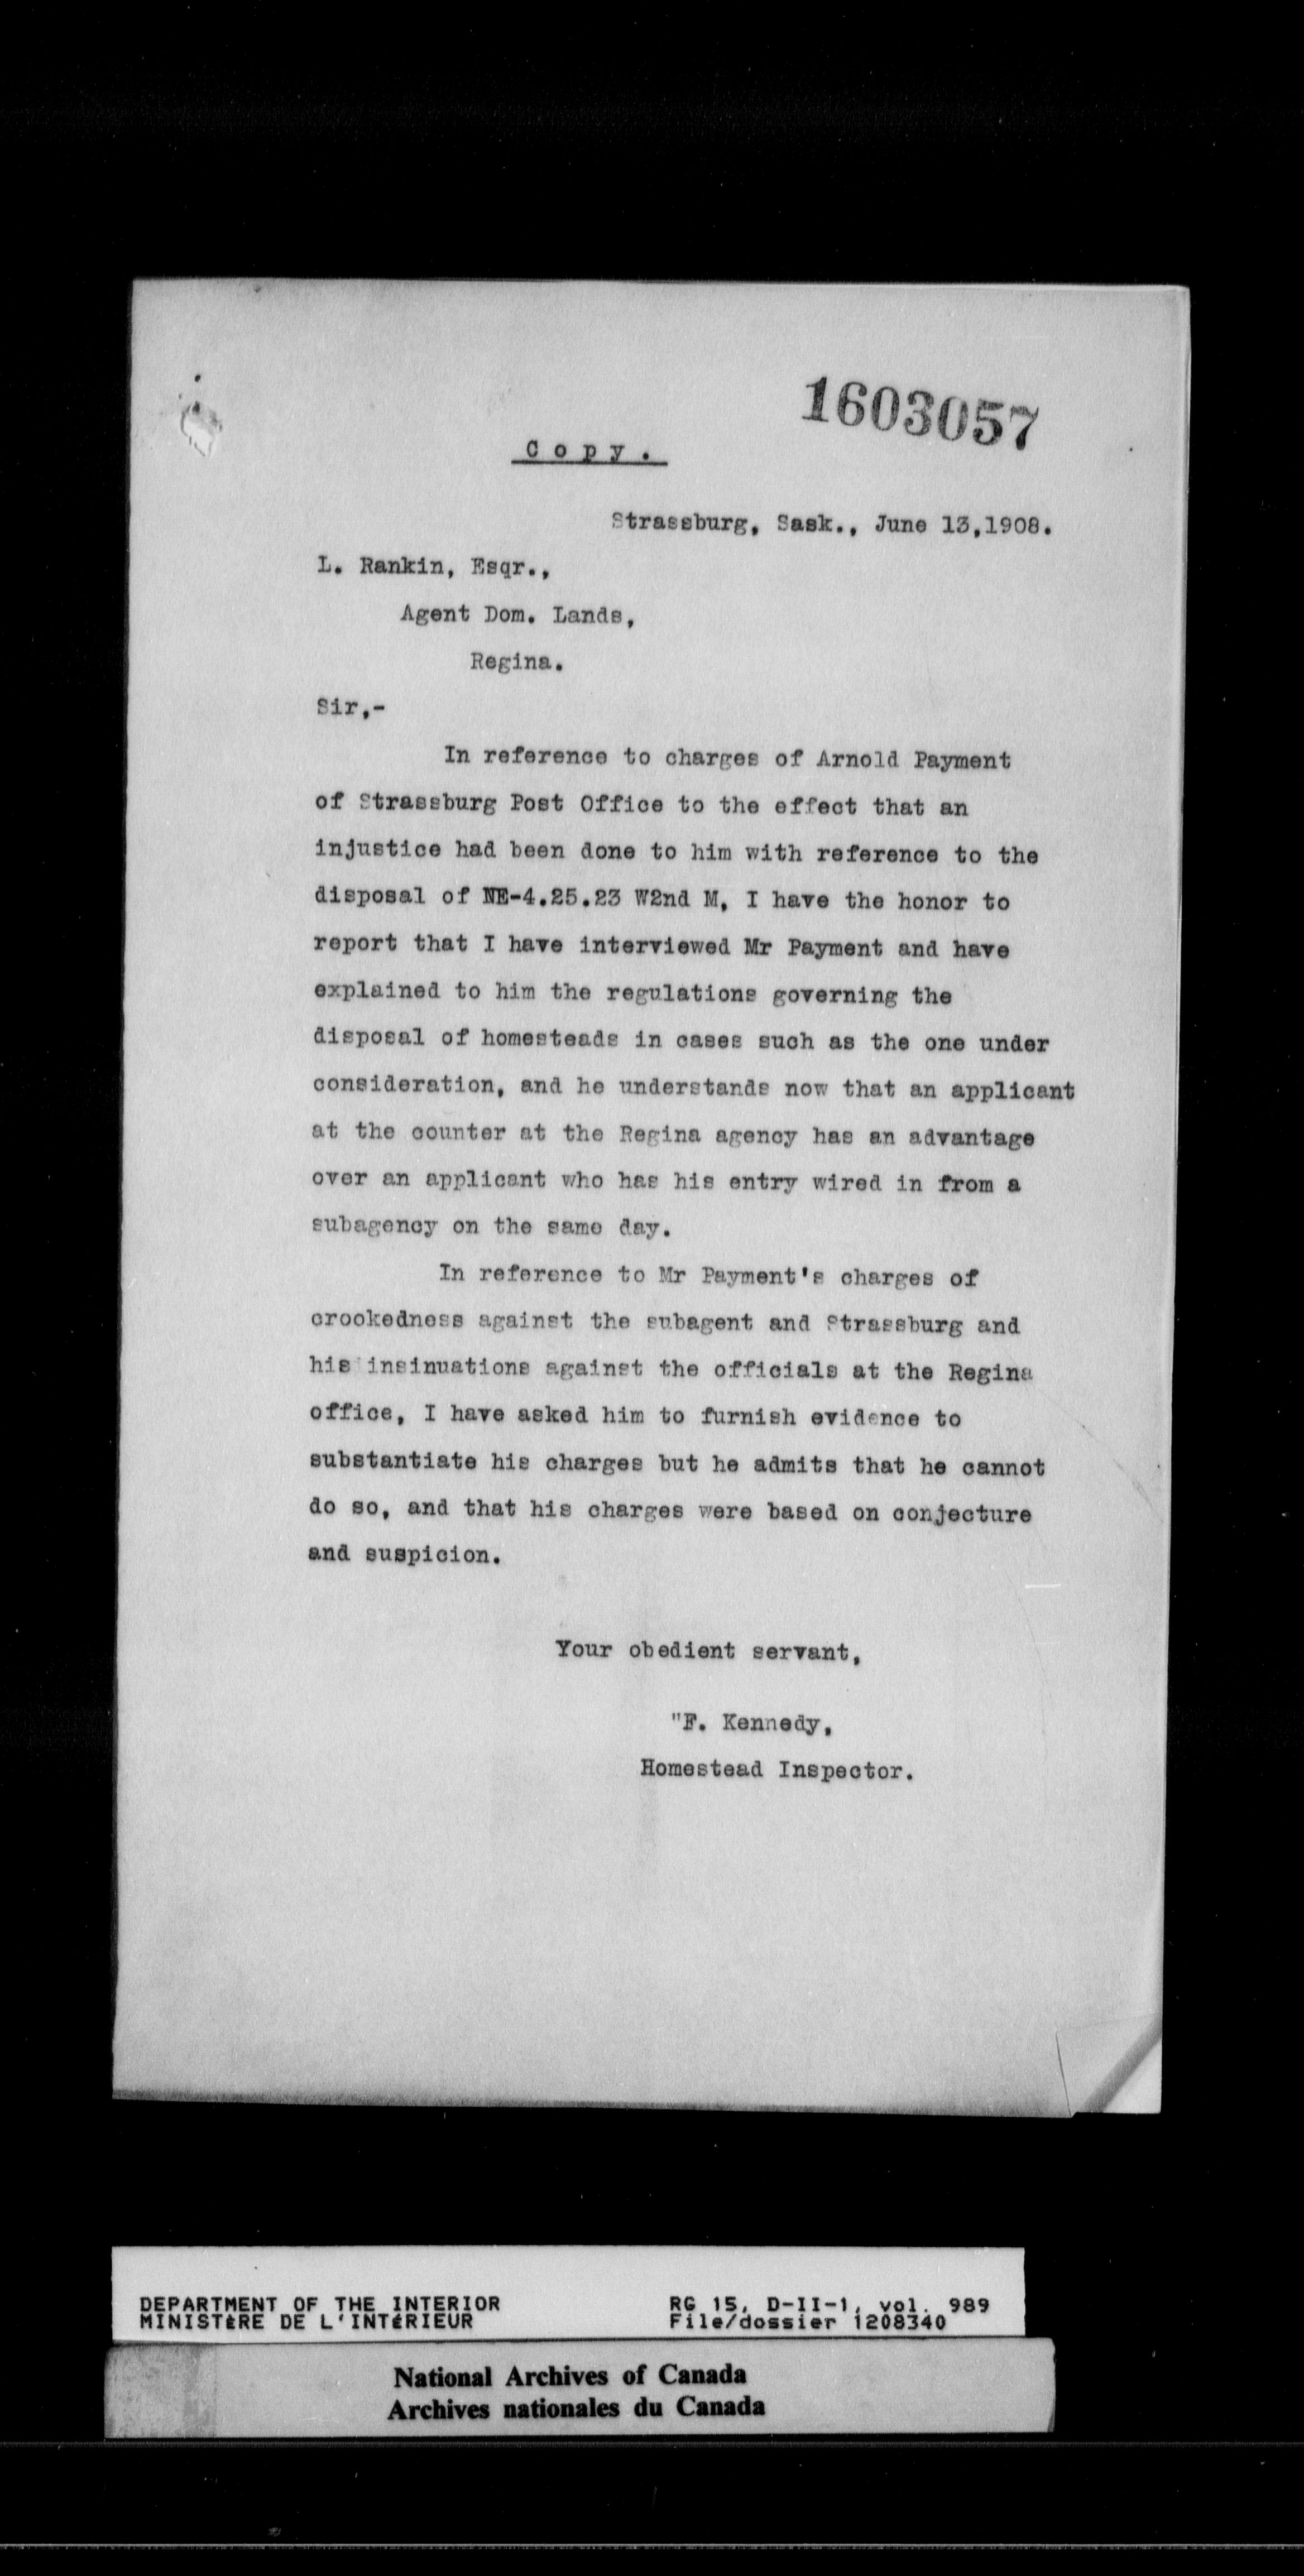 1603057
Copy.
Strassburg, Sask., June 13,1908.
L. Rankin, Esqr.,
Agent Dom. Lands,
Regina.
Sir,-
In reference to charges of Arnold Payment
of Strassburg Post Office to the effect that an
injustice had been done to him with reference to the
disposal of NE-4.25.23 W2nd M, I have the honor to
report that I have interviewed Mr Payment and have
explained to him the regulations governing the
disposal of homesteads in cases such as the one under
consideration, and he understands now that an applicant
at the counter at the Regina agency has an advantage
over an applicant who has his entry wired in from a
subagency on the same day.
In reference to Mr Payment's charges of
crookedness against the subagent and Strassburg and
his insinuations against the officials at the Regina
office, I have asked him to furnish evidence to
substantiate his charges but he admits that he cannot
do so, and that his charges were based on conjecture
and suspicion.
Your obedient servant,
"F. Kennedy,
Homestead Inspector.
DEPARTMENT OF THE INTERIOR RG 15, D-II-1, vol. 989
MINISTÈRE DE L'INTÉRIEUR File/dossier 1208340
National Archives of Canada
Archives nationales du Canada